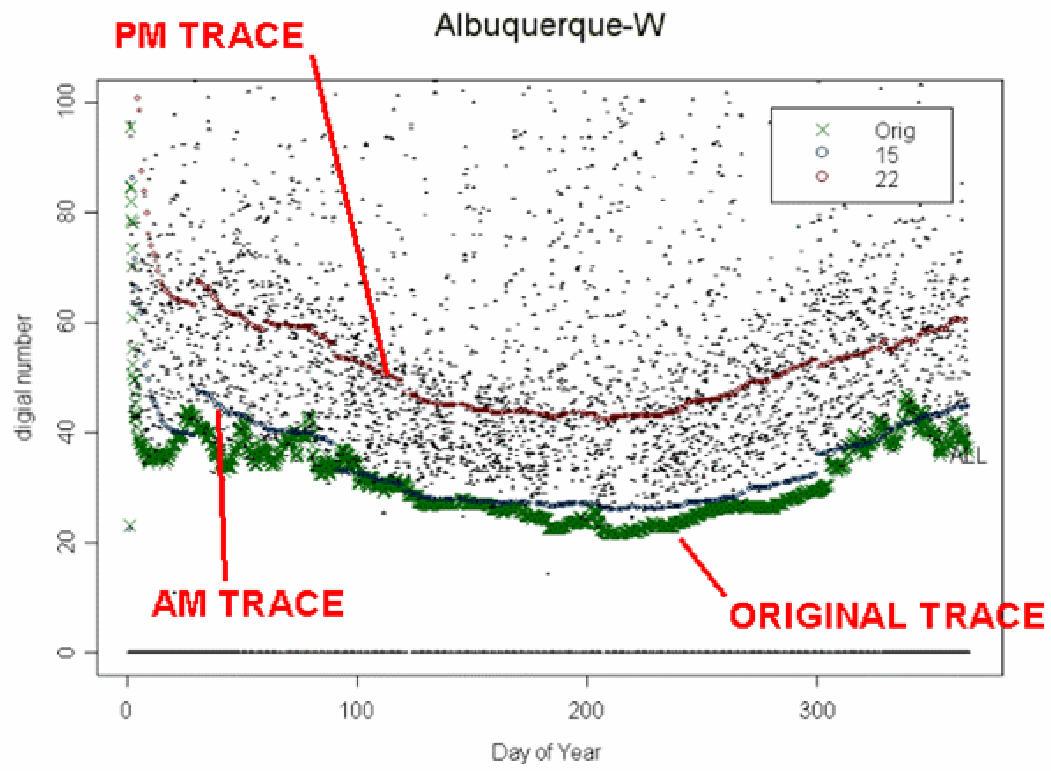 Albuquerque-W
PM TRACE
Orig
15
22
100
80
60
40
20
0
digial number
ALL
AM TRACE
ORIGINAL TRACE
0
100
200
300
Day of Year